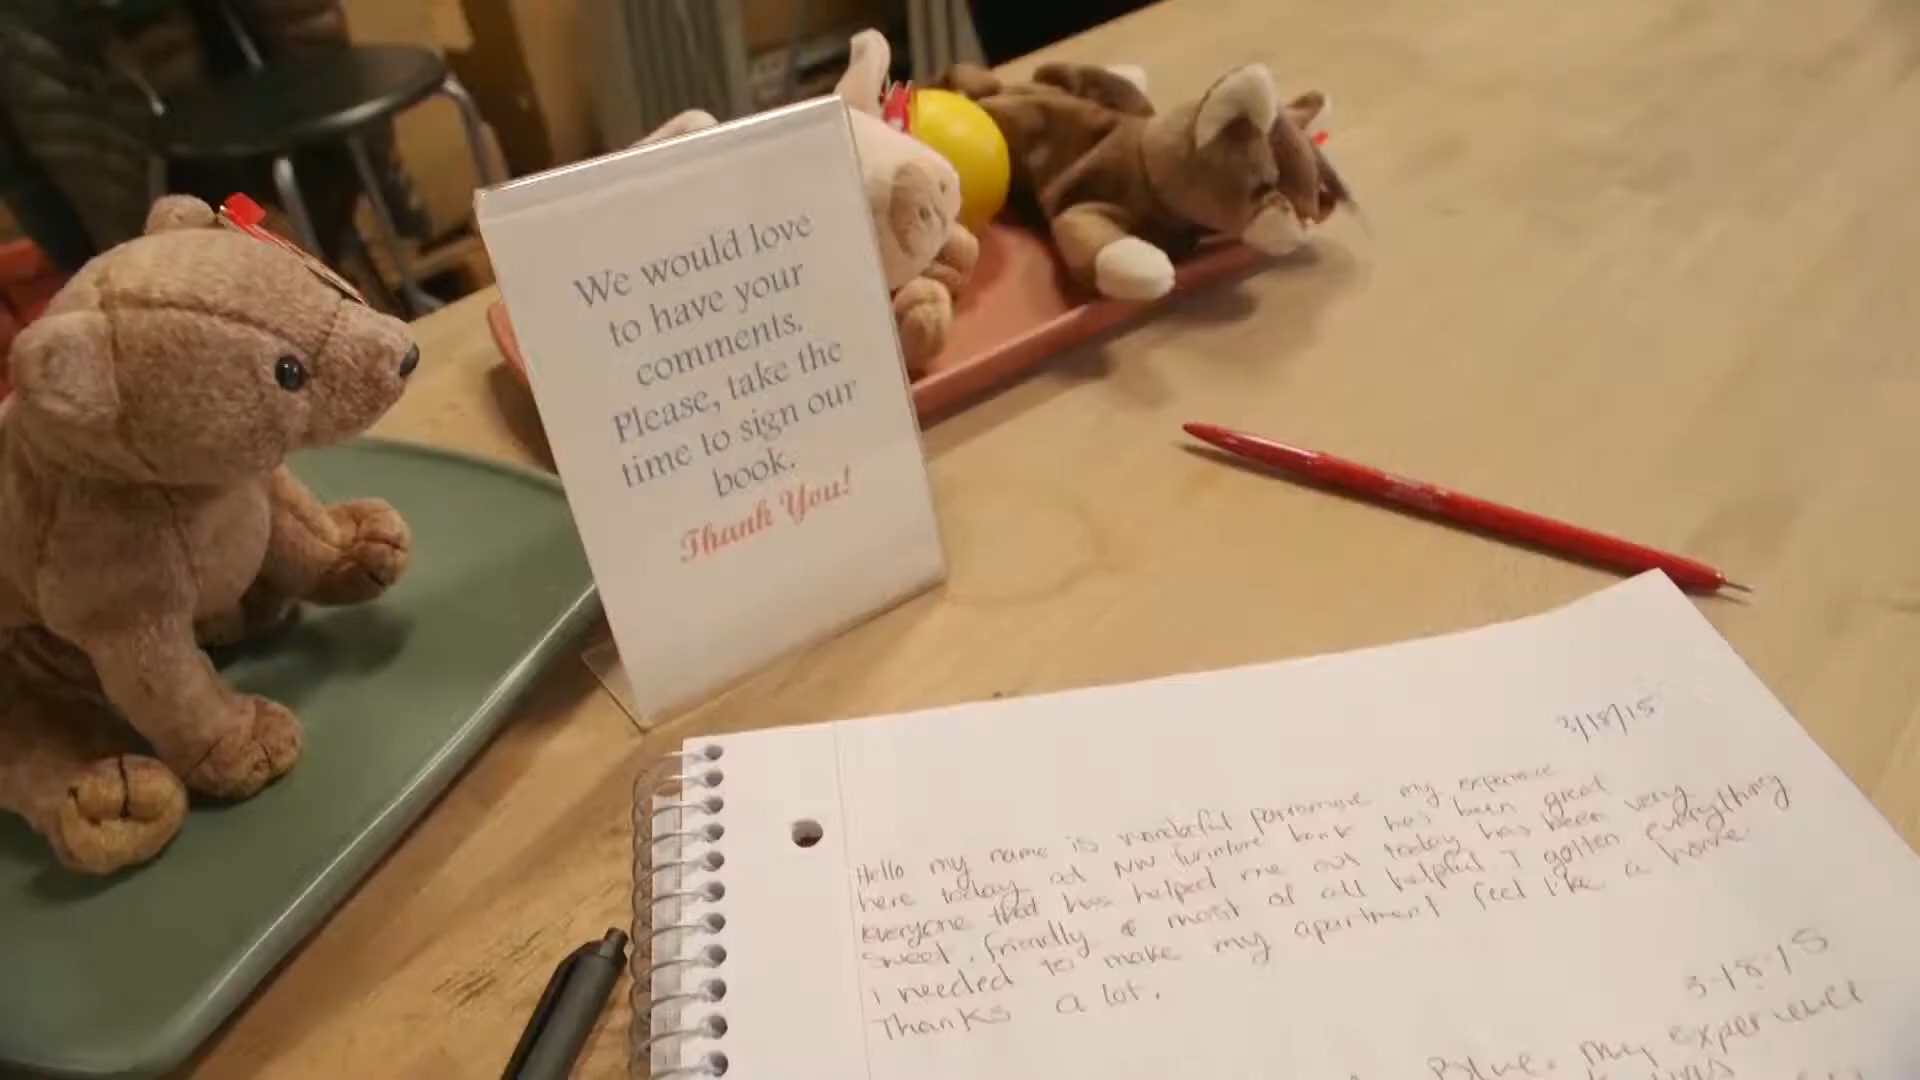 We would love
to have your
comments.
Please, take the
time to sign our
book.
Thank You!
3/18/15
Hello my name is my experience
here today at NW furinture bank has been great
everyone that has helped me out today has been very
sweet, friendly & most of all helpful I gotten everything
i needed to make my apartment feel like a home.
Thanks a lot.
3-18-15
My experience